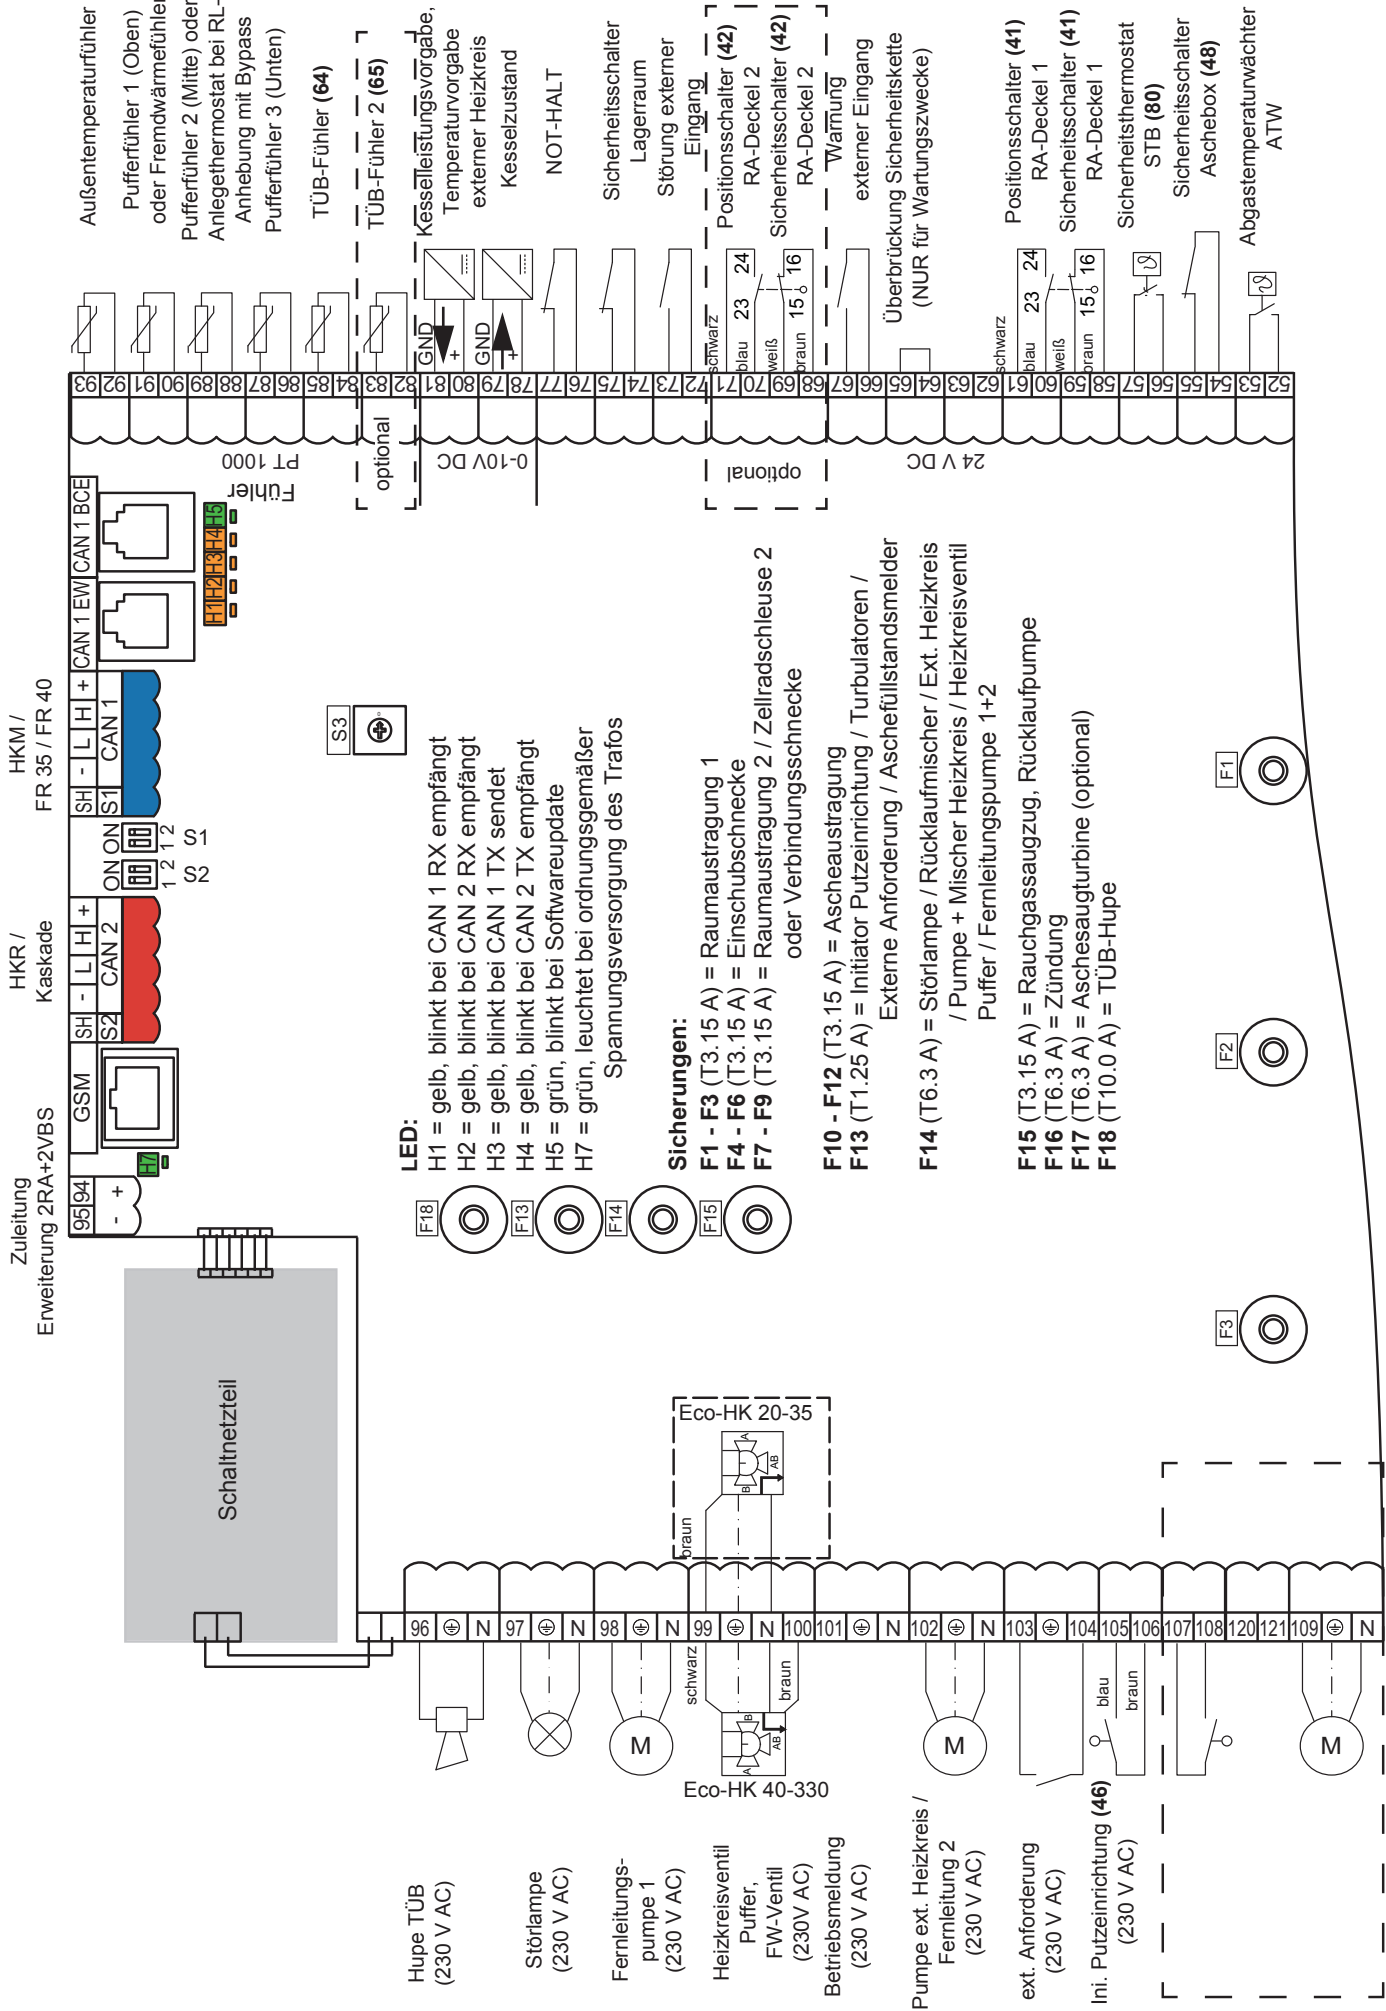 Zuleitung
Erweiterung 2RA+2VBS
HKR /
Kaskade
HKM /
FR 35 / FR 40
95 94
- +
H7
GSM
SH - L H +
S2 CAN 2
ON ON
1 2 1 2
S2 S1
SH - L H +
S1 CAN 1
CAN 1 EW CAN 1 BCE
H1 H2 H3 H4 H5
S3
Schaltnetzteil
Fühler
PT 1000
optional
0-10V DC
optional
24 V DC
93
92
91
90
89
88
87
86
85
84
83
82
81
80
79
78
77
76
75
74
73
72
71
70
69
68
67
66
65
64
63
62
61
60
59
58
57
56
55
54
53
52
Außentemperaturfühler
Pufferfühler 1 (Oben)
oder Fremdwärmefühler
Pufferfühler 2 (Mitte) oder
Anlegethermostat bei RL-
Anhebung mit Bypass
Pufferfühler 3 (Unten)
TÜB-Fühler (64)
TÜB-Fühler 2 (65)
GND
+
Kesselleistungsvorgabe,
Temperaturvorgabe
externer Heizkreis
GND
+
Kesselzustand
NOT-HALT
Sicherheitsschalter
Lagerraum
Störung externer
Eingang
schwarz
blau
weiß
braun
23 24
15 16
Positionsschalter (42)
RA-Deckel 2
Sicherheitsschalter (42)
RA-Deckel 2
Warnung
externer Eingang
Überbrückung Sicherheitskette
(NUR für Wartungszwecke)
schwarz
blau
weiß
braun
23 24
15 16
Positionsschalter (41)
RA-Deckel 1
Sicherheitsschalter (41)
RA-Deckel 1
Sicherheitsthermostat
STB (80)
Sicherheitsschalter
Aschebox (48)
Abgastemperaturwächter
ATW
ϑ
ϑ
LED:
H1 = gelb, blinkt bei CAN 1 RX empfängt
H2 = gelb, blinkt bei CAN 2 RX empfängt
H3 = gelb, blinkt bei CAN 1 TX sendet
H4 = gelb, blinkt bei CAN 2 TX empfängt
H5 = grün, blinkt bei Softwareupdate
H7 = grün, leuchtet bei ordnungsgemäßer
Spannungsversorgung des Trafos
Sicherungen:
F1 - F3 (T3.15 A) = Raumaustragung 1
F4 - F6 (T3.15 A) = Einschubschnecke
F7 - F9 (T3.15 A) = Raumaustragung 2 / Zellradschleuse 2
oder Verbindungsschnecke
F10 - F12 (T3.15 A) = Ascheaustragung
F13 (T1.25 A) = Initiator Putzeinrichtung / Turbulatoren /
Externe Anforderung / Aschefüllstandsmelder
F14 (T6.3 A) = Störlampe / Rücklaufmischer / Ext. Heizkreis
/ Pumpe + Mischer Heizkreis / Heizkreisventil
Puffer / Fernleitungspumpe 1+2
F15 (T3.15 A) = Rauchgassaugzug, Rücklaufpumpe
F16 (T6.3 A) = Zündung
F17 (T6.3 A) = Aschesaugturbine (optional)
F18 (T10.0 A) = TÜB-Hupe
F18
F13
F14
F15
F3
F2
F1
Eco-HK 20-35
braun
A
B
AB
96
N
97
N
98
N
99
N
100
101
N
102
N
103
104
105
106
107
108
120
121
109
N
schwarz
braun
A
B
AB
Eco-HK 40-330
M
M
M
blau
braun
Hupe TÜB
(230 V AC)
Störlampe
(230 V AC)
Fernleitungs-
pumpe 1
(230 V AC)
Heizkreisventil
Puffer,
FW-Ventil
(230V AC)
Betriebsmeldung
(230 V AC)
Pumpe ext. Heizkreis /
Fernleitung 2
(230 V AC)
ext. Anforderung
(230 V AC)
Ini. Putzeinrichtung (46)
(230 V AC)